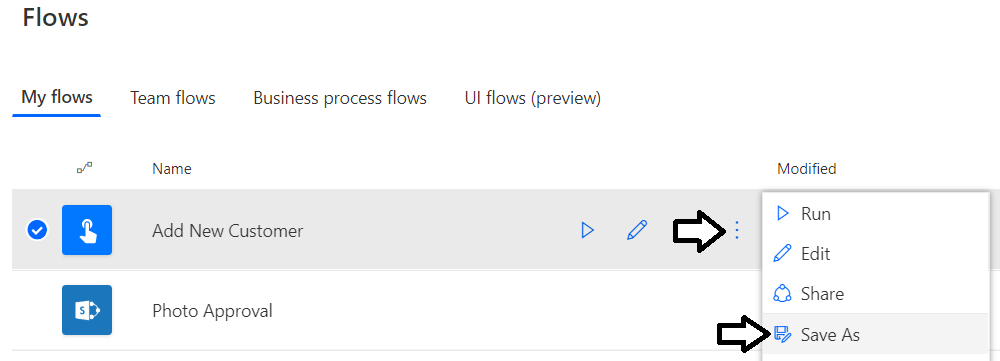 Flows
My flows Team flows Business process flows UI flows (preview)
Name Modified
Add New Customer
Run
Edit
Share
Save As
S
Photo Approval